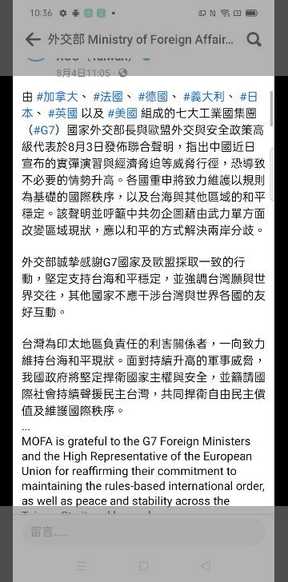 10:36
外交部 Ministry of Foreign Affair...
8月4日11:05
由 #加拿大、 #法國、 #德國、 #義大利、 #日
本、 #英國 以及 #美國 組成的七大工業國集團
（#G7）國家外交部長與歐盟外交與安全政策高
級代表於8月3日發佈聯合聲明，指出中國近日
宣布的實彈演習與經濟脅迫等威脅行徑，恐導致
不必要的情勢升高。各國重申將致力維護以規則
為基礎的國際秩序，以及台海與其他區域的和平
穩定。該聲明並呼籲中共勿企圖藉由武力單方面
改變區域現狀，應以和平的方式解決兩岸分歧。
外交部誠摯感謝G7國家及歐盟採取一致的行
動，堅定支持台海和平穩定，並強調台灣願與世
界交往，其他國家不應干涉台灣與世界各國的友
好互動。
台灣為印太地區負責任的利害關係者，一向致力
維持台海和平現狀。面對持續升高的軍事威脅，
我國政府將堅定捍衛國家主權與安全，並籲請國
際社會持續聲援民主台灣，共同捍衛自由民主價
值及維護國際秩序。
...
MOFA is grateful to the G7 Foreign Ministers
and the High Representative of the European
Union for reaffirming their commitment to
maintaining the rules-based international order,
as well as peace and stability across the
留言......